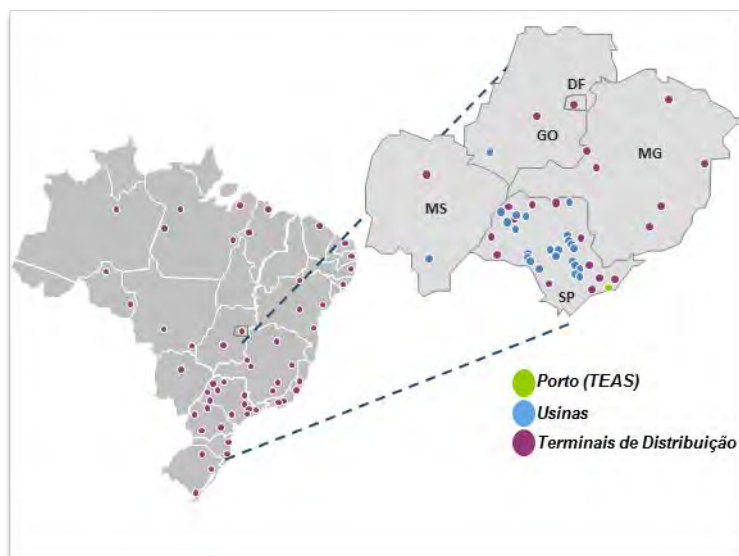 DF
GO
MG
MS
SP
Porto (TEAS)
Usinas
Terminais de Distribuição